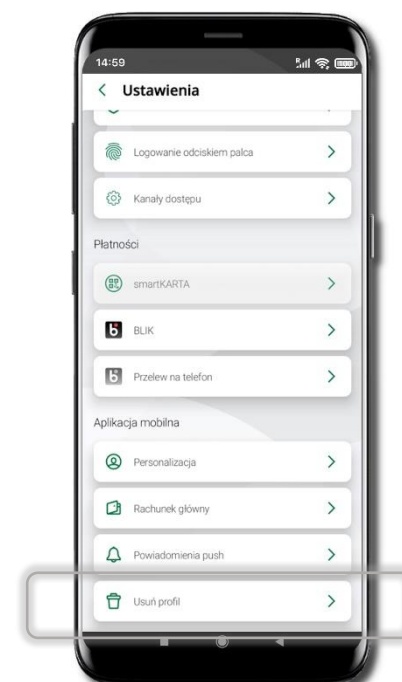 14:59
Ustawienia
Logowanie odciskiem palca
Kanały dostępu
Płatności
smartKARTA
BLIK
Przelew na telefon
Aplikacja mobilna
Personalizacja
Rachunek główny
Powiadomienia push
Usuń profil